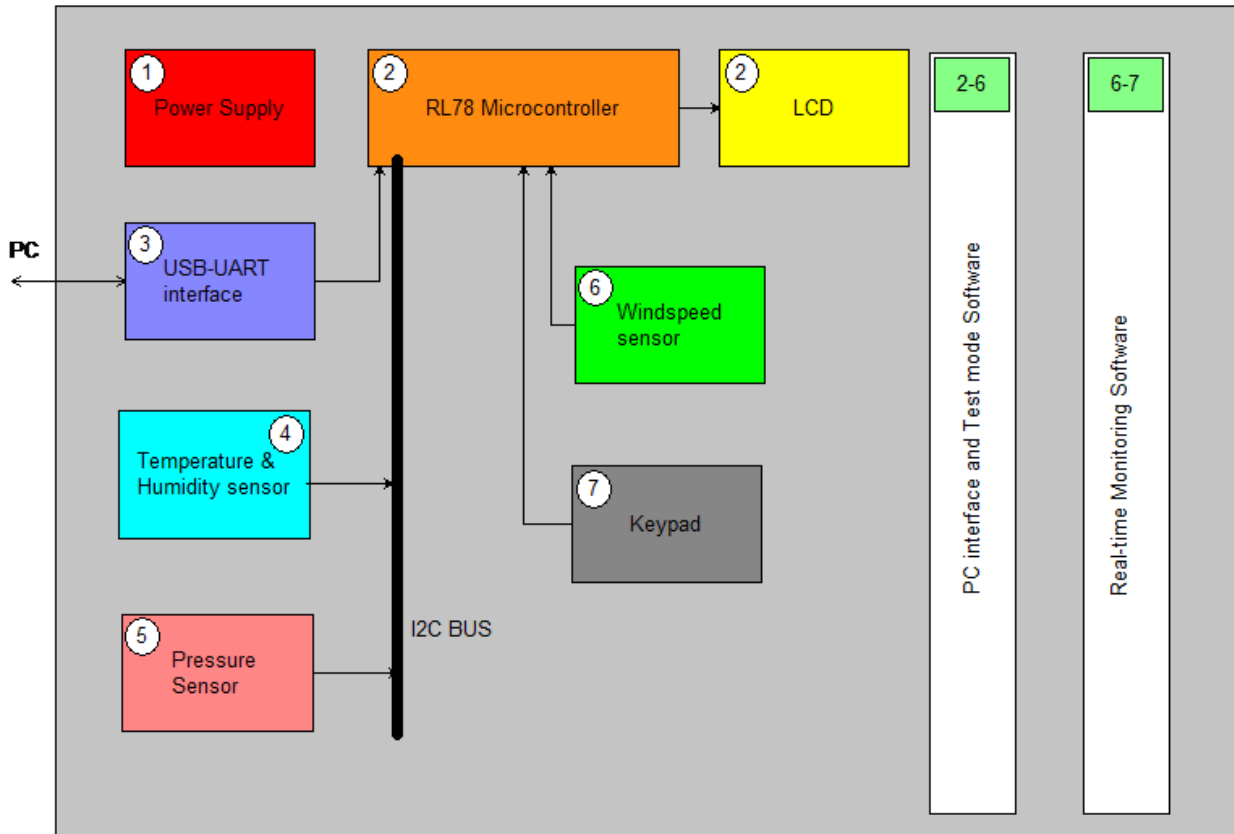 1
Power Supply
2
RL78 Microcontroller
2
LCD
2-6
6-7
PC
3
USB-UART
interface
6
Windspeed
sensor
4
Temperature &
Humidity sensor
7
Keypad
5
Pressure
Sensor
I2C BUS
PC interface and Test mode Software
Real-time Monitoring Software